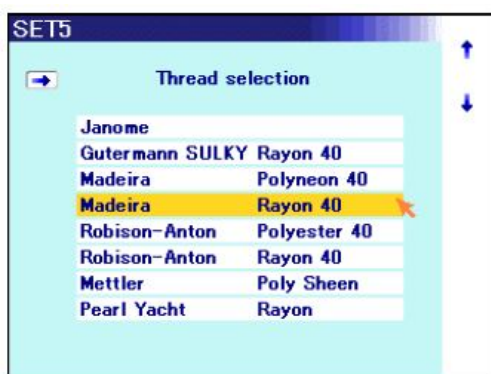 SET5
Thread selection
Janome
Gutermann SULKY Rayon 40
Madeira Polyneon 40
Madeira Rayon 40
Robison-Anton Polyester 40
Robison-Anton Rayon 40
Mettler Poly Sheen
Pearl Yacht Rayon